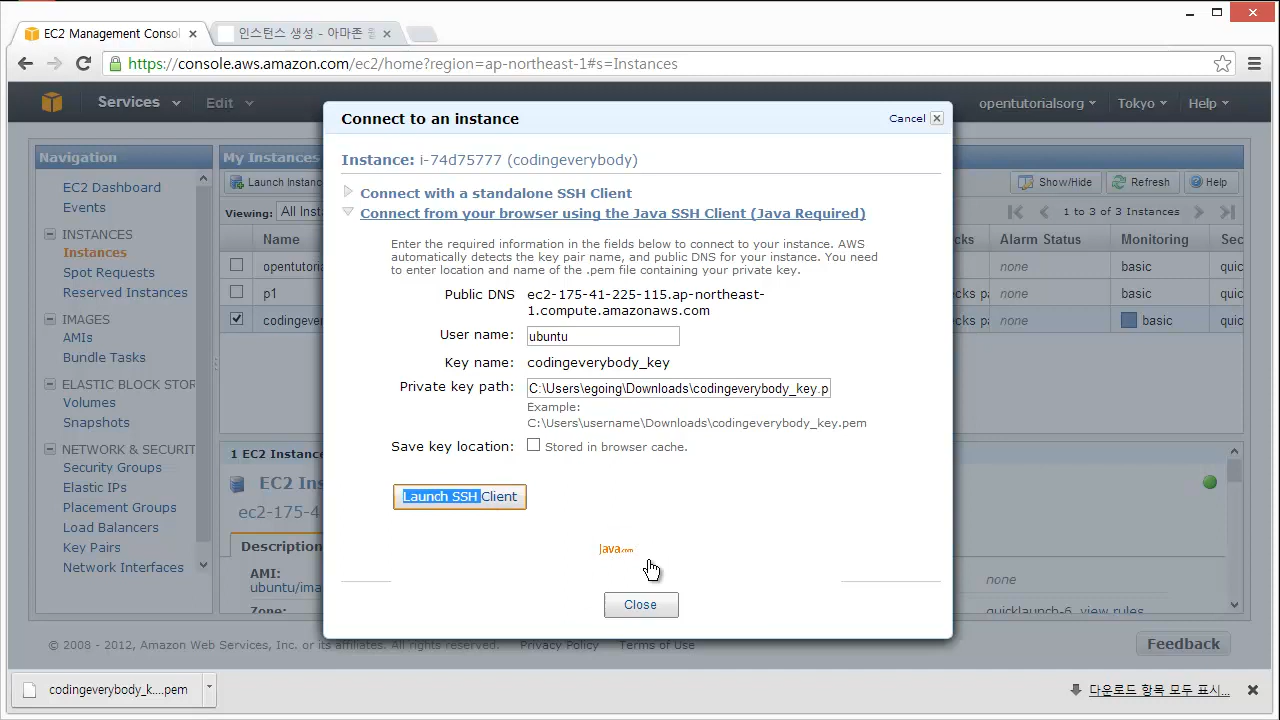 EC2 Management Consol
인스턴스 생성 - 아마존 웹
https://console.aws.amazon.com/ec2/home?region=ap-northeast-1#s=Instances
Services
Edit
opentutorialsorg
Tokyo
Help
Navigation
EC2 Dashboard
Events
INSTANCES
Instances
Spot Requests
Reserved Instances
IMAGES
AMIs
Bundle Tasks
ELASTIC BLOCK STOR
Volumes
Snapshots
NETWORK & SECURIT
Security Groups
Elastic IPs
Placement Groups
Load Balancers
Key Pairs
Network Interfaces
My Instances
Launch Instanc
Show/Hide
Refresh
Help
Viewing:
All Inst
1 to 3 of 3 Instances
Name
cks
Alarm Status
Monitoring
Sec
opentutoria
none
basic
quic
p1
cks pa
none
basic
quic
codingever
cks pa
none
basic
quic
1 EC2 Instance
EC2 Ins
ec2-175-4
Description
AMI:
ubuntu/ima
none
Zone:
quicklaunch-6. view rules
Connect to an instance
Cancel
Instance: i-74d75777 (codingeverybody)
Connect with a standalone SSH Client
Connect from your browser using the Java SSH Client (Java Required)
Enter the required information in the fields below to connect to your instance. AWS
automatically detects the key pair name, and public DNS for your instance. You need
to enter location and name of the .pem file containing your private key.
Public DNS
ec2-175-41-225-115.ap-northeast-
1.compute.amazonaws.com
User name:
ubuntu
Key name:
codingeverybody_key
Private key path:
C:\Users\egoing\Downloads\codingeverybody_key.p
Example:
C:\Users\username\Downloads\codingeverybody_key.pem
Save key location:
Stored in browser cache.
Launch SSH Client
Java.com
Close
© 2008 - 2012, Amazon Web Services, Inc. or its affiliates. All rights reserved.
Privacy Policy
Terms of Use
Feedback
codingeverybody_k....pem
다운로드 항목 모두 표시...